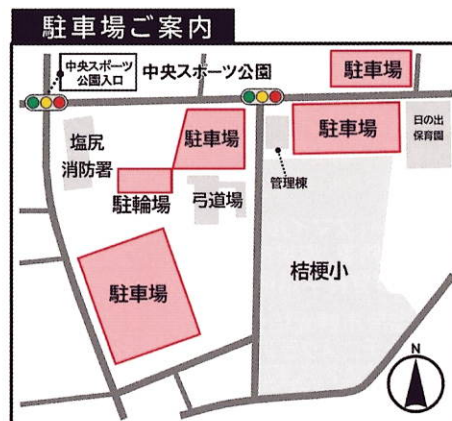 駐車場ご案内
中央スポーツ
公園入口
中央スポーツ公園
駐車場
塩尻
消防署
駐車場
駐車場
日の出
保育園
管理棟
駐輪場
弓道場
駐車場
桔梗小
N